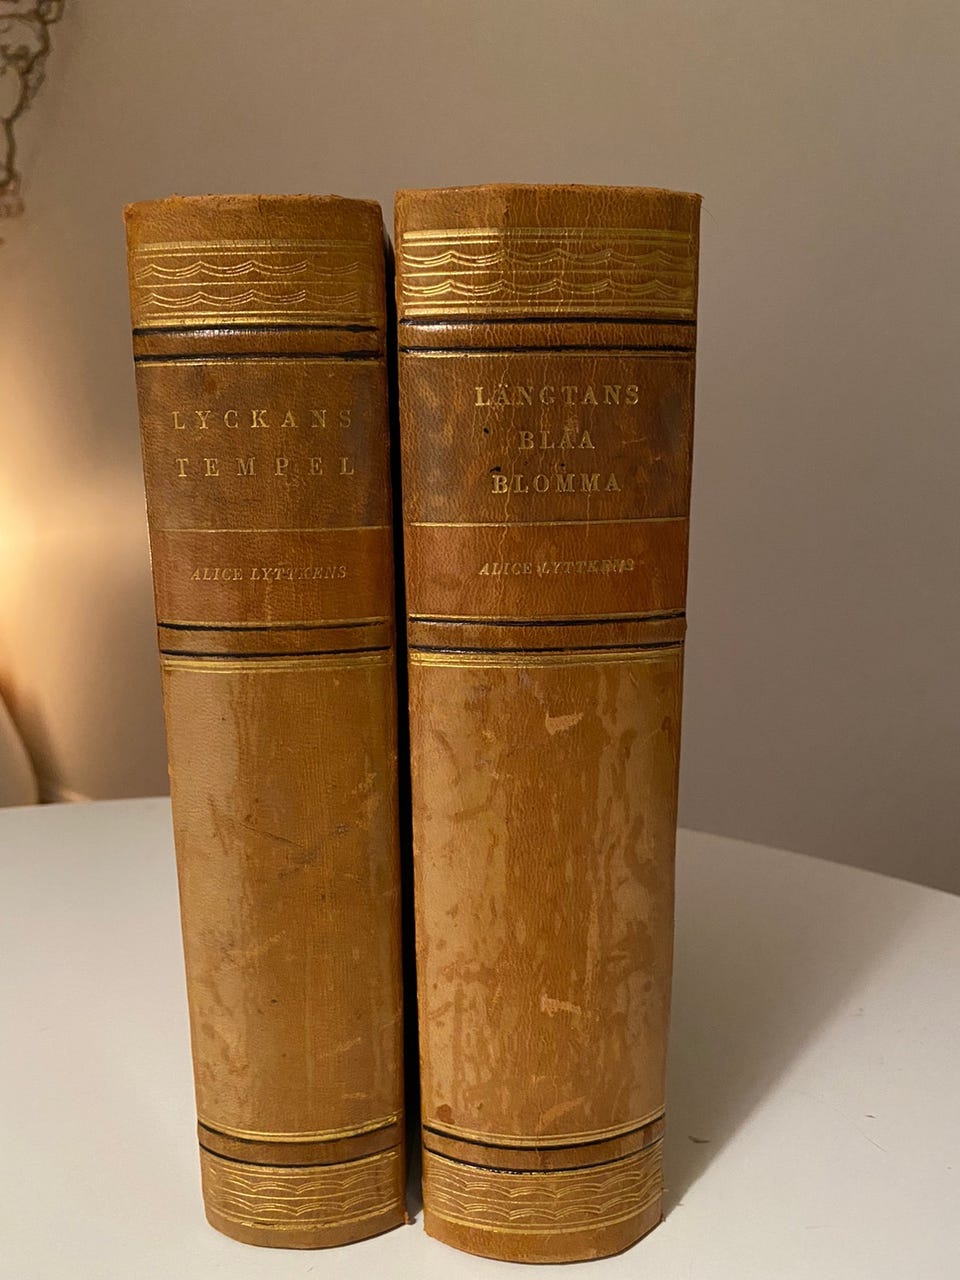 LYCKANS
TEMPEL
ALICE LYTTKENS
LÄNGTANS
BLÅA
BLOMMA
ALICE LYTTKENS